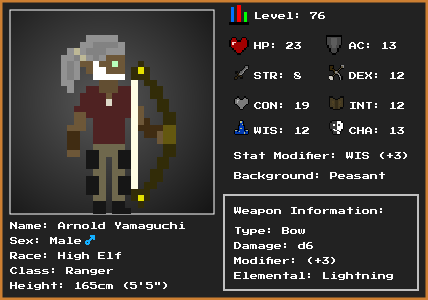 Level: 76
HP: 23 AC: 13
STR: 8 DEX: 12
CON: 19 INT: 12
WIS: 12 CHA: 13
Stat Modifier: WIS (+3)
Background: Peasant
Weapon Information:
Type: Bow
Damage: d6
Modifier: (+3)
Elemental: Lightning
Name: Arnold Yamaguchi
Sex: Male♂
Race: High Elf
Class: Ranger
Height: 165cm (5'5")